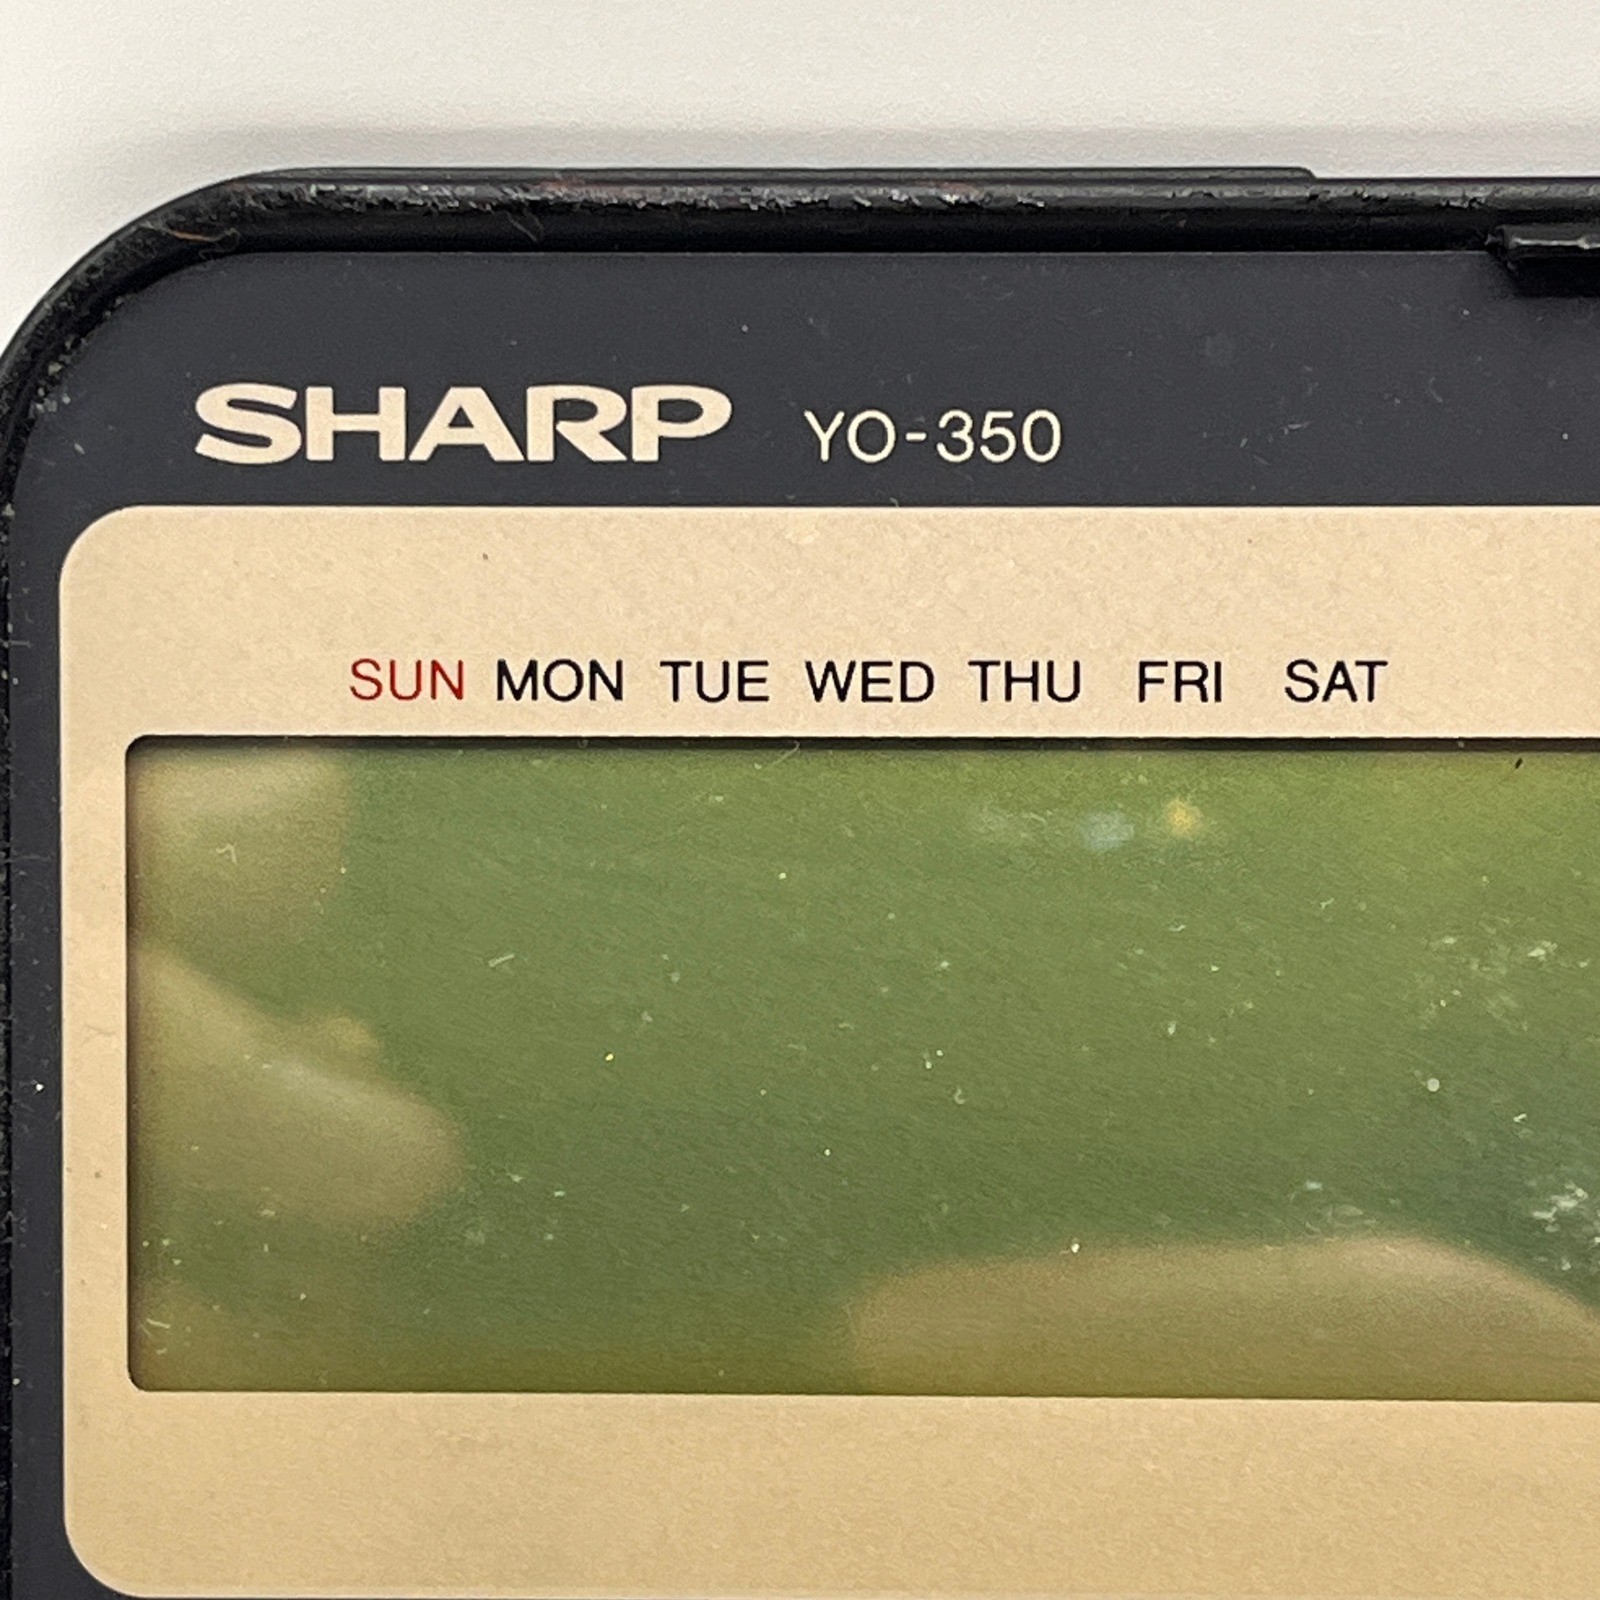 SHARP YO-350
SUN MON TUE WED THU FRI SAT